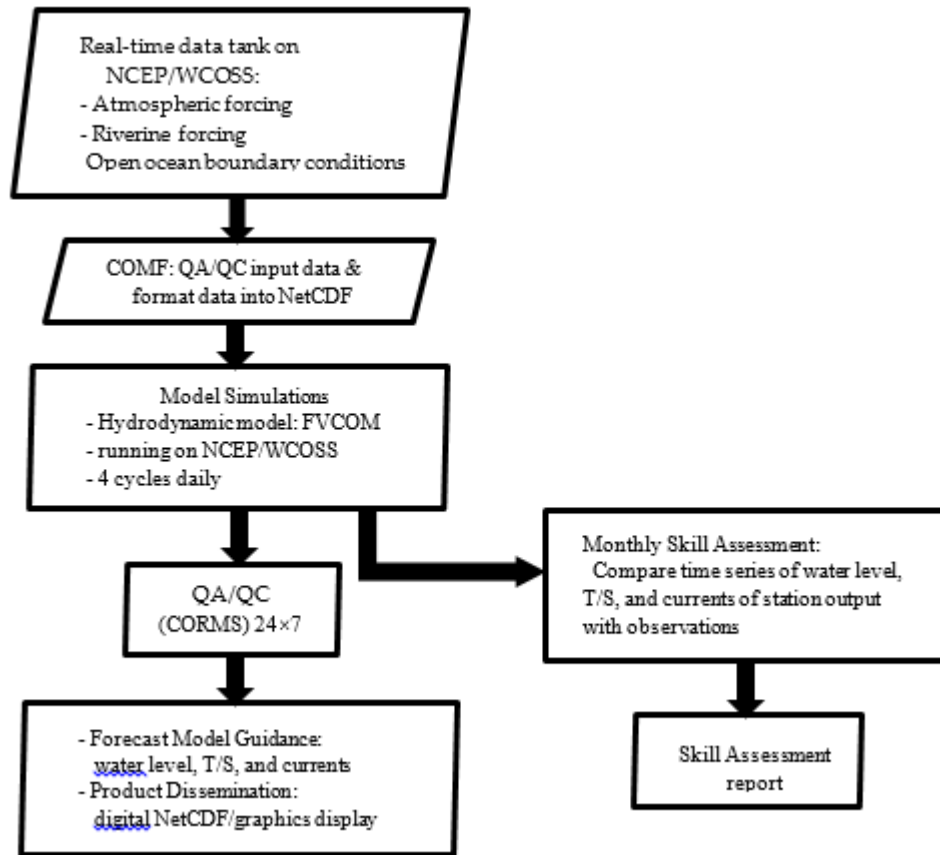 Real-time data tank on
NCEP/WCOSS:
- Atmospheric forcing
- Riverine forcing
Open ocean boundary conditions
COMF: QA/QC input data &
format data into NetCDF
Model Simulations
- Hydrodynamic model: FVCOM
- running on NCEP/WCOSS
- 4 cycles daily
QA/QC
(CORMS) 24×7
Monthly Skill Assessment:
Compare time series of water level,
T/S, and currents of station output
with observations
- Forecast Model Guidance:
water level, T/S, and currents
- Product Dissemination:
digital NetCDF/graphics display
Skill Assessment
report